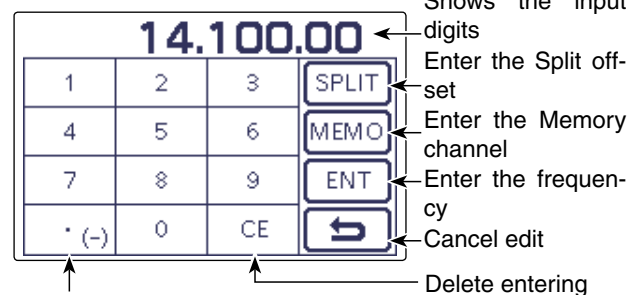 Shows the input
14.100.00
digits
Enter the Split off-
set
1 2 3 SPLIT
Enter the Memory
channel
4 5 6 MEMO
Enter the frequen-
cy
7 8 9 ENT
Cancel edit
· (−) 0 CE
Delete entering